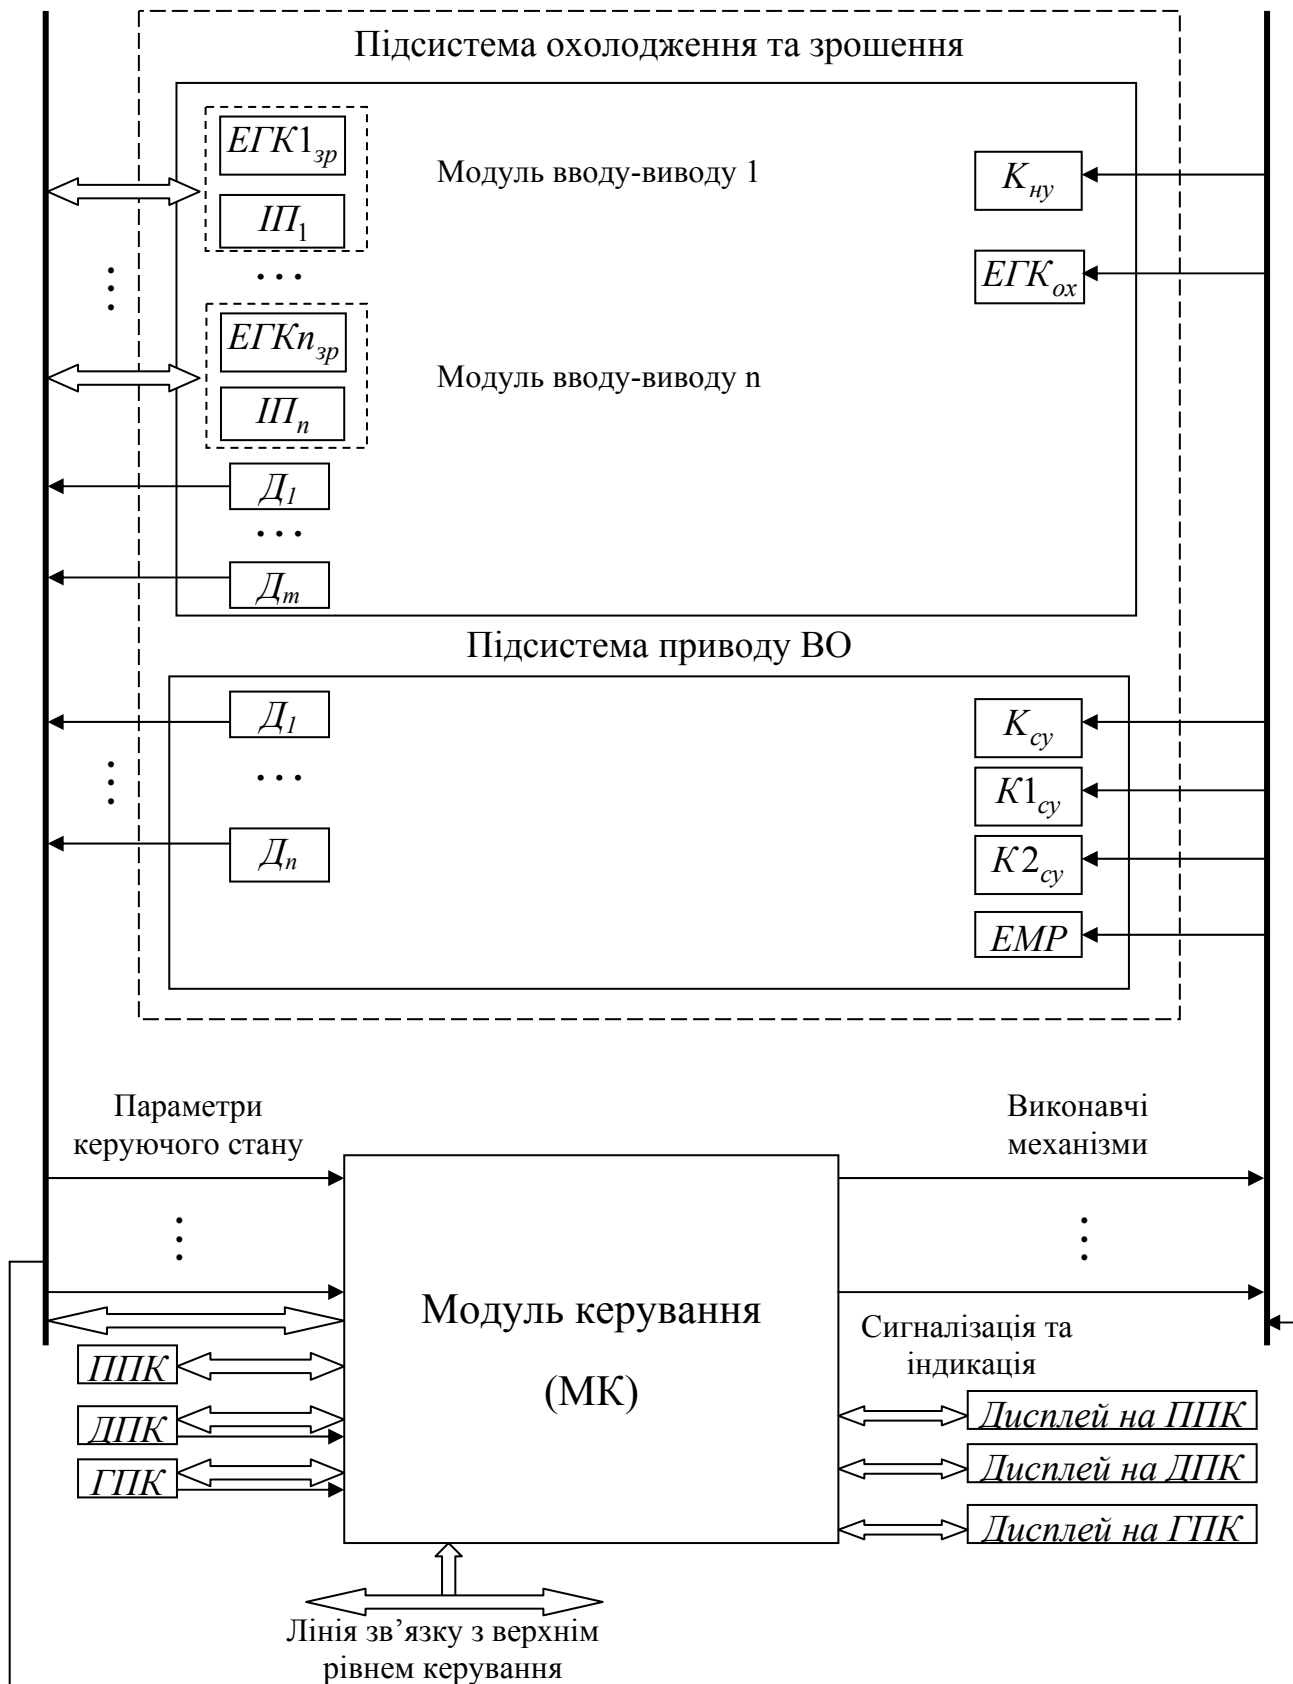 Підсистема охолодження та зрошення
ЕГК1зр
Модуль вводу-виводу 1
Кну
ІП1
...
ЕГКох
ЕГКnзр
Модуль вводу-виводу n
ІПn
Д1
...
Дm
Підсистема приводу ВО
Д1
Ксу
...
К1су
Дn
К2су
ЕМР
Параметри
керуючого стану
Виконавчі
механізми
Модуль керування
(МК)
Сигналізація та
індикація
ППК
ДПК
ГПК
Дисплей на ППК
Дисплей на ДПК
Дисплей на ГПК
Лінія зв’язку з верхнім
рівнем керування